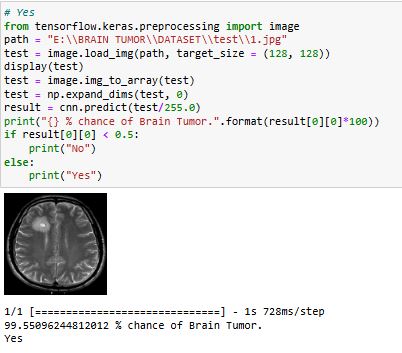 # Yes
from tensorflow.keras.preprocessing import image
path = "E:\\BRAIN TUMOR\\DATASET\\test\\1.jpg"
test = image.load_img(path, target_size = (128, 128))
display(test)
test = image.img_to_array(test)
test = np.expand_dims(test, 0)
result = cnn.predict(test/255.0)
print("{} % chance of Brain Tumor.".format(result[0][0]*100))
if result[0][0] < 0.5:
    print("No")
else:
    print("Yes")
1/1 [==============================] - 1s 728ms/step
99.55096244812012 % chance of Brain Tumor.
Yes